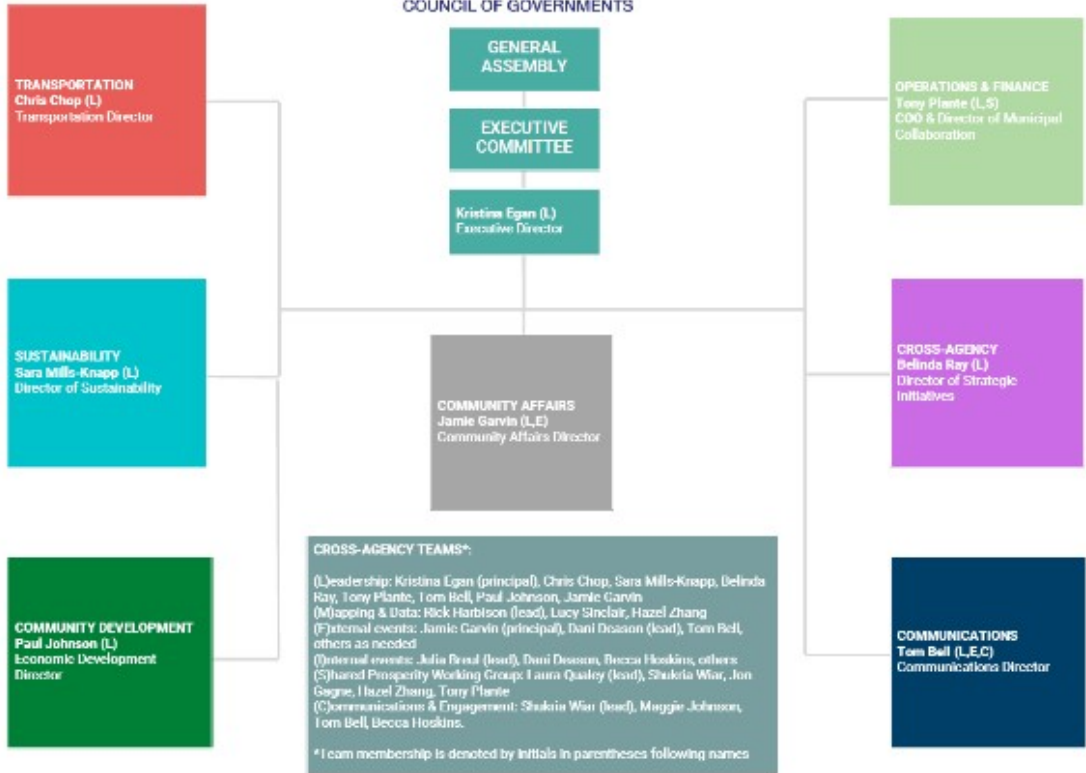 COUNCIL OF GOVERNMENTS
GENERAL
ASSEMBLY
EXECUTIVE
COMMITTEE
Kristina Egan (L)
Executive Director
TRANSPORTATION
Chris Chop (L)
Transportation Director
OPERATIONS & FINANCE
Tony Plante (L,S)
COO & Director of Municipal
Collaboration
SUSTAINABILITY
Sara Mills-Knapp (L)
Director of Sustainability
COMMUNITY AFFAIRS
Jamie Garvin (L,E)
Community Affairs Director
CROSS-AGENCY
Belinda Ray (L)
Director of Strategic
Initiatives
COMMUNITY DEVELOPMENT
Paul Johnson (L)
Economic Development
Director
CROSS-AGENCY TEAMS*:
(L)eadership: Kristina Egan (principal), Chris Chop, Sara Mills-Knapp, Belinda
Ray, Tony Plante, Tom Bell, Paul Johnson, Jamie Garvin
(M)apping & Data: Rick Harbison (lead), Lucy Sinclair, Hazel Zhang
(E)xternal events: Jamie Garvin (principal), Dani Deason (lead), Tom Bell,
others as needed
(I)nternal events: Julia Breul (lead), Dani Deason, Becca Hoskins, others
(S)hared Prosperity Working Group: Laura Qualey (lead), Shukria Wiar, Jon
Gagne, Hazel Zhang, Tony Plante
(C)ommunications & Engagement: Shukria Wiar (lead), Maggie Johnson,
Tom Bell, Becca Hoskins.
*Team membership is denoted by initials in parentheses following names
COMMUNICATIONS
Tom Bell (L,E,C)
Communications Director